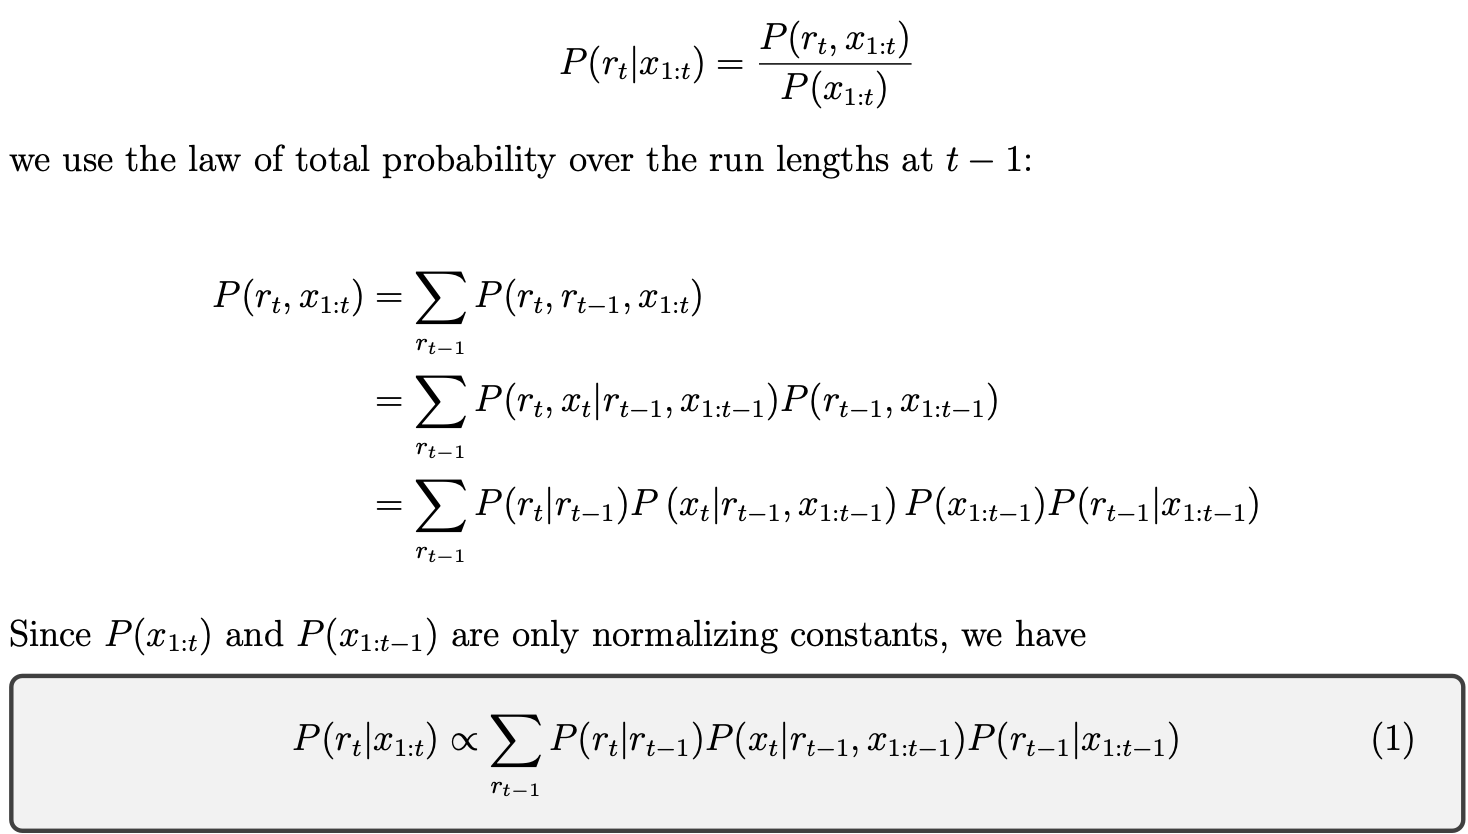 P(r_t|x_{1:t}) = \frac{P(r_t, x_{1:t})}{P(x_{1:t})}
we use the law of total probability over the run lengths at t − 1:
P(r_t, x_{1:t}) = \sum_{r_{t-1}} P(r_t, r_{t-1}, x_{1:t})
= \sum_{r_{t-1}} P(r_t, x_t|r_{t-1}, x_{1:t-1})P(r_{t-1}, x_{1:t-1})
= \sum_{r_{t-1}} P(r_t|r_{t-1})P (x_t|r_{t-1}, x_{1:t-1}) P(x_{1:t-1})P(r_{t-1}|x_{1:t-1})
Since P(x_{1:t}) and P(x_{1:t-1}) are only normalizing constants, we have
P(r_t|x_{1:t}) ∝ \sum_{r_{t-1}} P(r_t|r_{t-1})P(x_t|r_{t-1}, x_{1:t-1})P(r_{t-1}|x_{1:t-1}) (1)